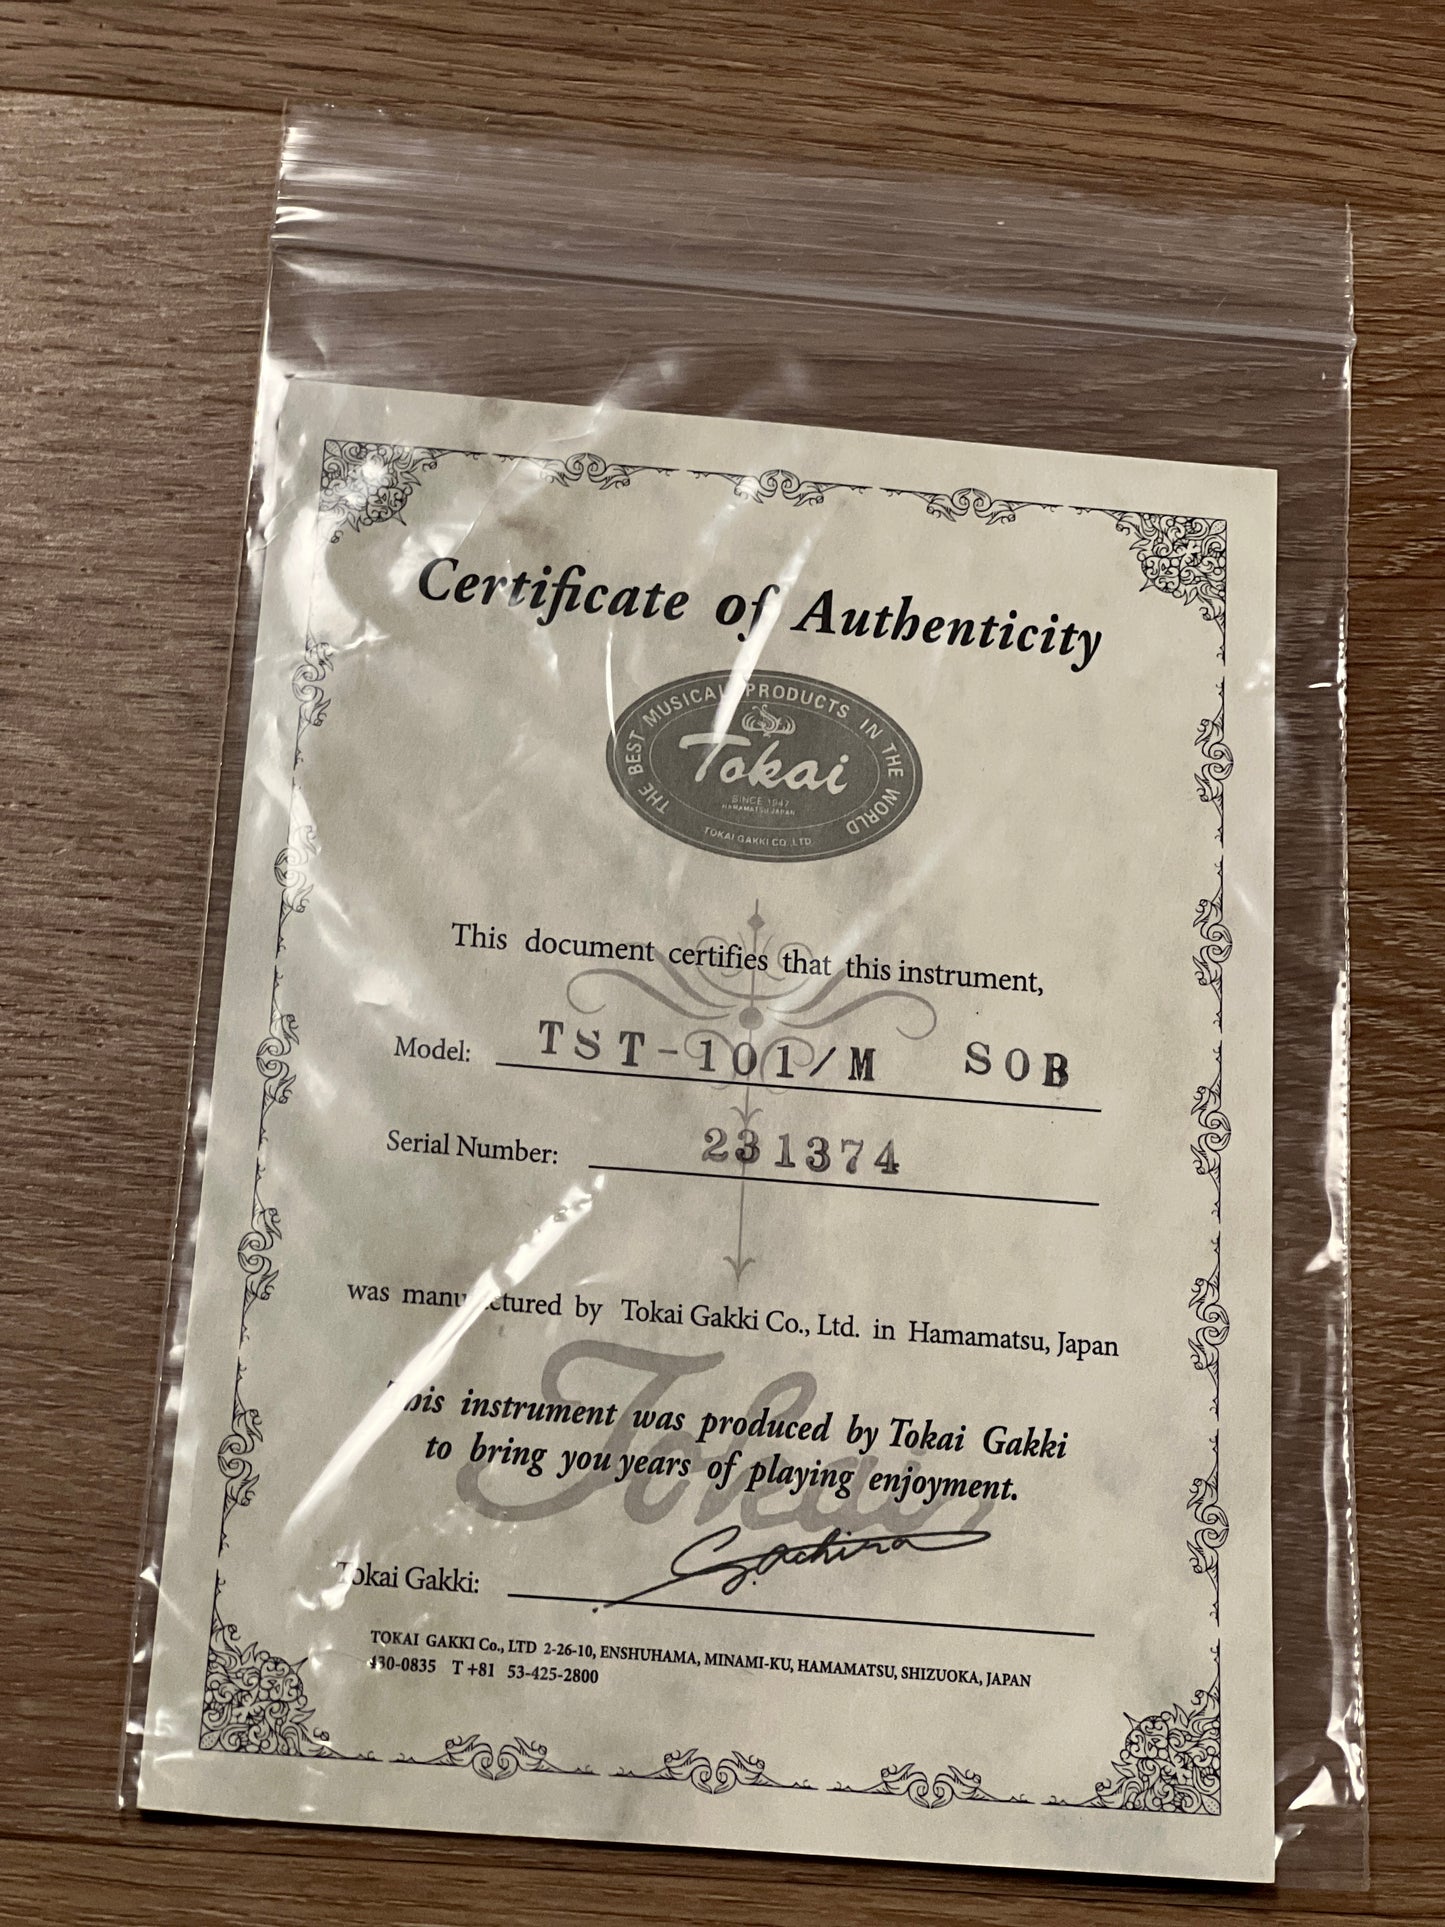 Certificate of Authenticity
THE BEST MUSICAL PRODUCTS IN THE WORLD
Tokai
SINCE 1947
HAMAMATSU JAPAN
TOKAI GAKKI CO.,LTD.
This document certifies that this instrument,
Model: TST-101/M SOB
Serial Number: 231374
was manufactured by Tokai Gakki Co., Ltd. in Hamamatsu, Japan
Tokai
This instrument was produced by Tokai Gakki
to bring you years of playing enjoyment.
Tokai Gakki:
TOKAI GAKKI Co., LTD 2-26-10, ENSHUHAMA, MINAMI-KU, HAMAMATSU, SHIZUOKA, JAPAN
430-0835 T +81 53-425-2800